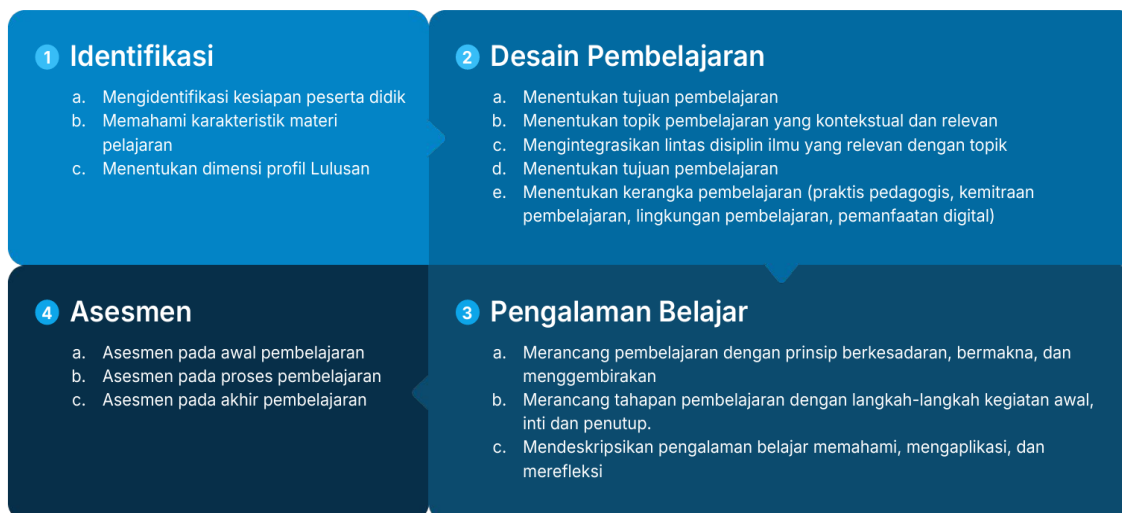 1 Identifikasi
a. Mengidentifikasi kesiapan peserta didik
b. Memahami karakteristik materi
pelajaran
c. Menentukan dimensi profil Lulusan
2 Desain Pembelajaran
a. Menentukan tujuan pembelajaran
b. Menentukan topik pembelajaran yang kontekstual dan relevan
c. Mengintegrasikan lintas disiplin ilmu yang relevan dengan topik
d. Menentukan tujuan pembelajaran
e. Menentukan kerangka pembelajaran (praktis pedagogis, kemitraan
pembelajaran, lingkungan pembelajaran, pemanfaatan digital)
3 Pengalaman Belajar
a. Merancang pembelajaran dengan prinsip berkesadaran, bermakna, dan
menggembirakan
b. Merancang tahapan pembelajaran dengan langkah-langkah kegiatan awal,
inti dan penutup.
c. Mendeskripsikan pengalaman belajar memahami, mengaplikasi, dan
merefleksi
4 Asesmen
a. Asesmen pada awal pembelajaran
b. Asesmen pada proses pembelajaran
c. Asesmen pada akhir pembelajaran